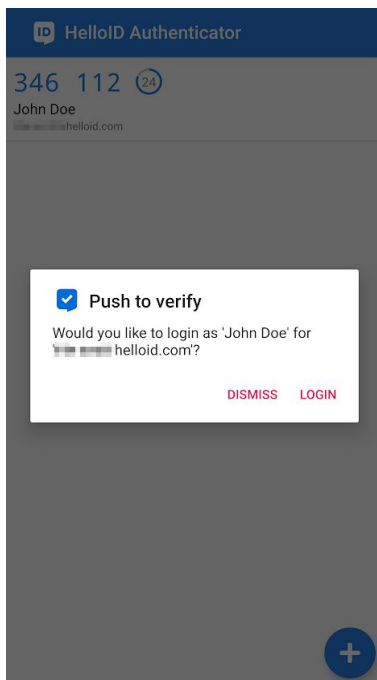 ID HelloID Authenticator
346 112 24
John Doe
helloid.com
Push to verify
Would you like to login as 'John Doe' for
' helloid.com'?
DISMISS LOGIN